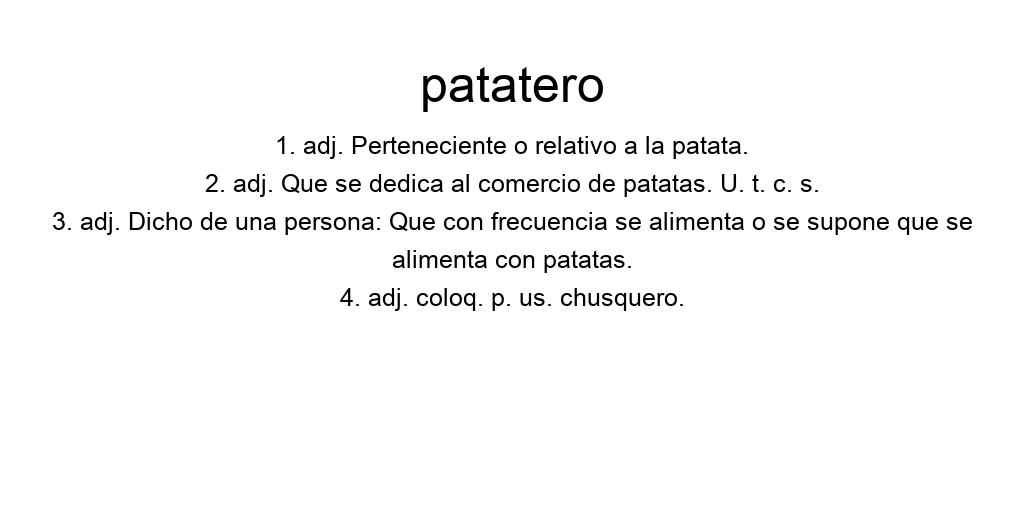 patatero
1. adj. Perteneciente o relativo a la patata.
2. adj. Que se dedica al comercio de patatas. U. t. c. s.
3. adj. Dicho de una persona: Que con frecuencia se alimenta o se supone que se
alimenta con patatas.
4. adj. coloq. p. us. chusquero.